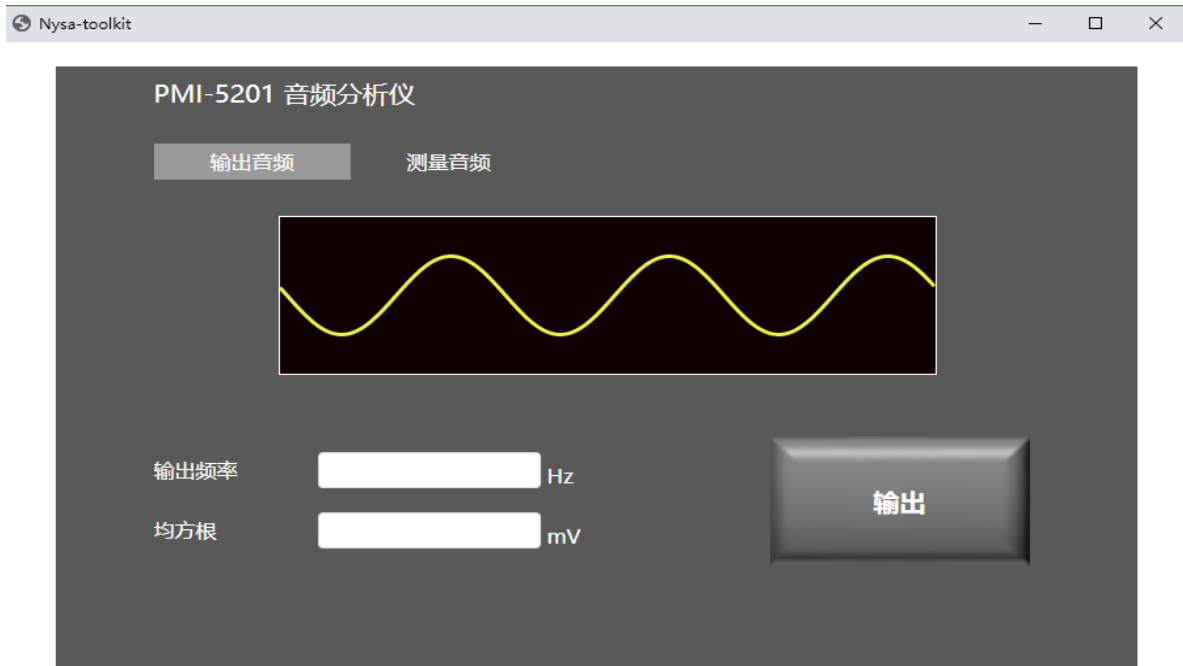 Nysa-toolkit
PMI-5201 音频分析仪
输出音频 测量音频
输出频率 Hz
均方根 mV
输出